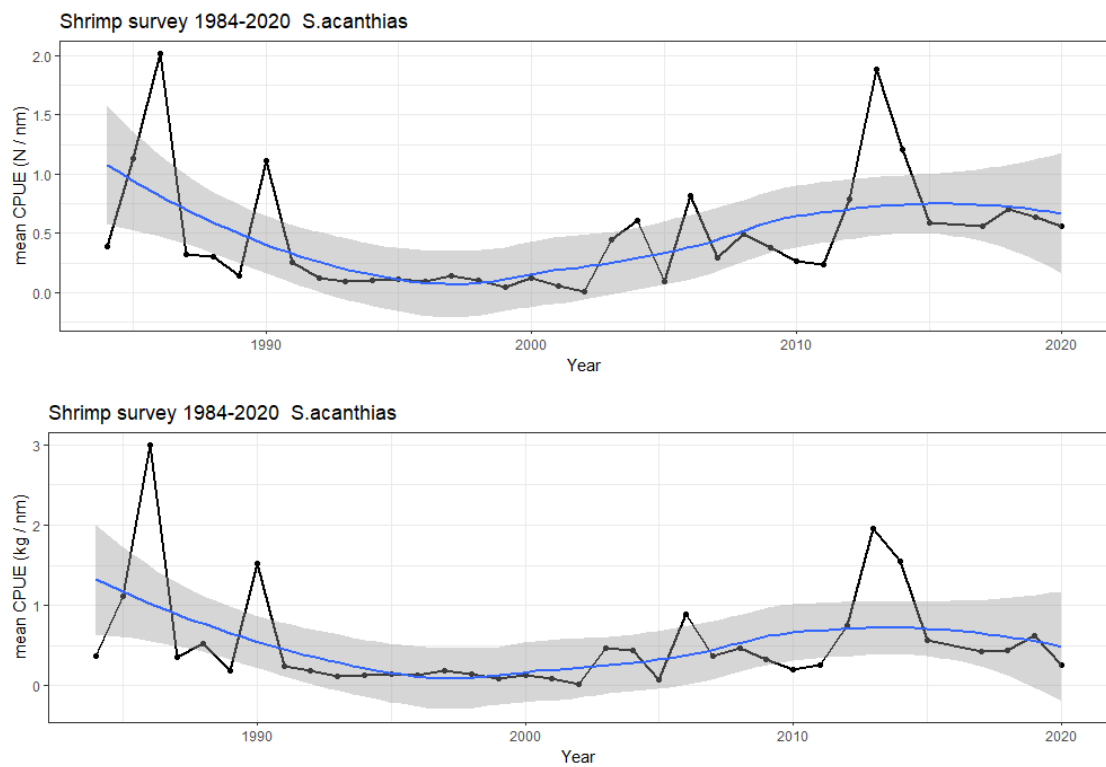 Shrimp survey 1984-2020  S.acanthias
mean CPUE (N / nm)
2.0
1.5
1.0
0.5
0.0
1990
2000
2010
2020
Year
Shrimp survey 1984-2020  S.acanthias
mean CPUE (kg / nm)
3
2
1
0
1990
2000
2010
2020
Year